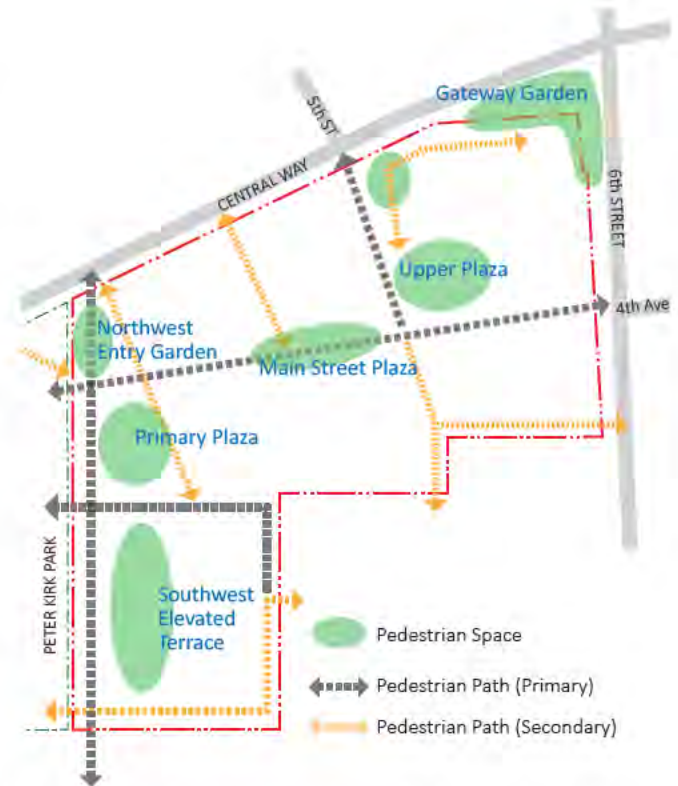 Gateway Garden
5th ST
CENTRAL WAY
6th STREET
Upper Plaza
4th Ave
Northwest
Entry Garden
Main Street Plaza
Primary Plaza
PETER KIRK PARK
Southwest
Elevated
Terrace
Pedestrian Space
Pedestrian Path (Primary)
Pedestrian Path (Secondary)